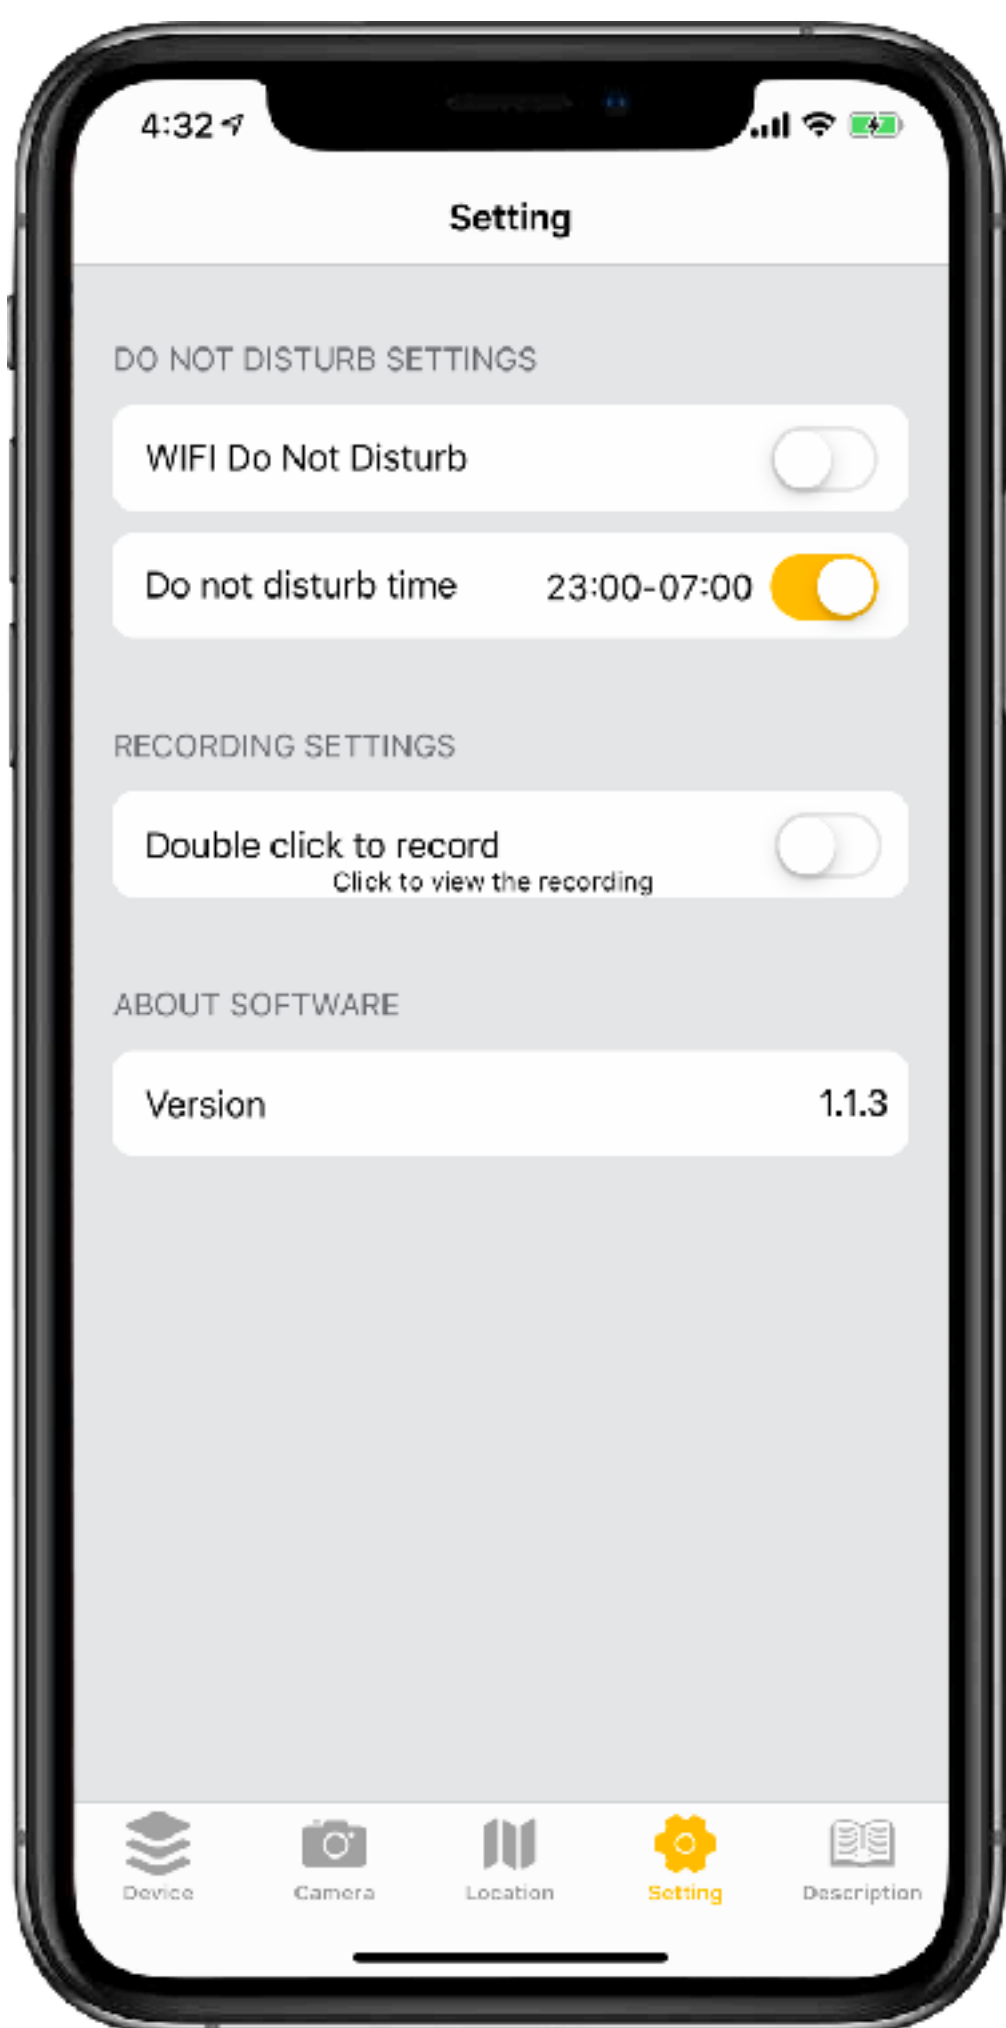 4:32
Setting
DO NOT DISTURB SETTINGS
WIFI Do Not Disturb
Do not disturb time 23:00-07:00
RECORDING SETTINGS
Double click to record
Click to view the recording
ABOUT SOFTWARE
Version 1.1.3
Device Camera Location Setting Description